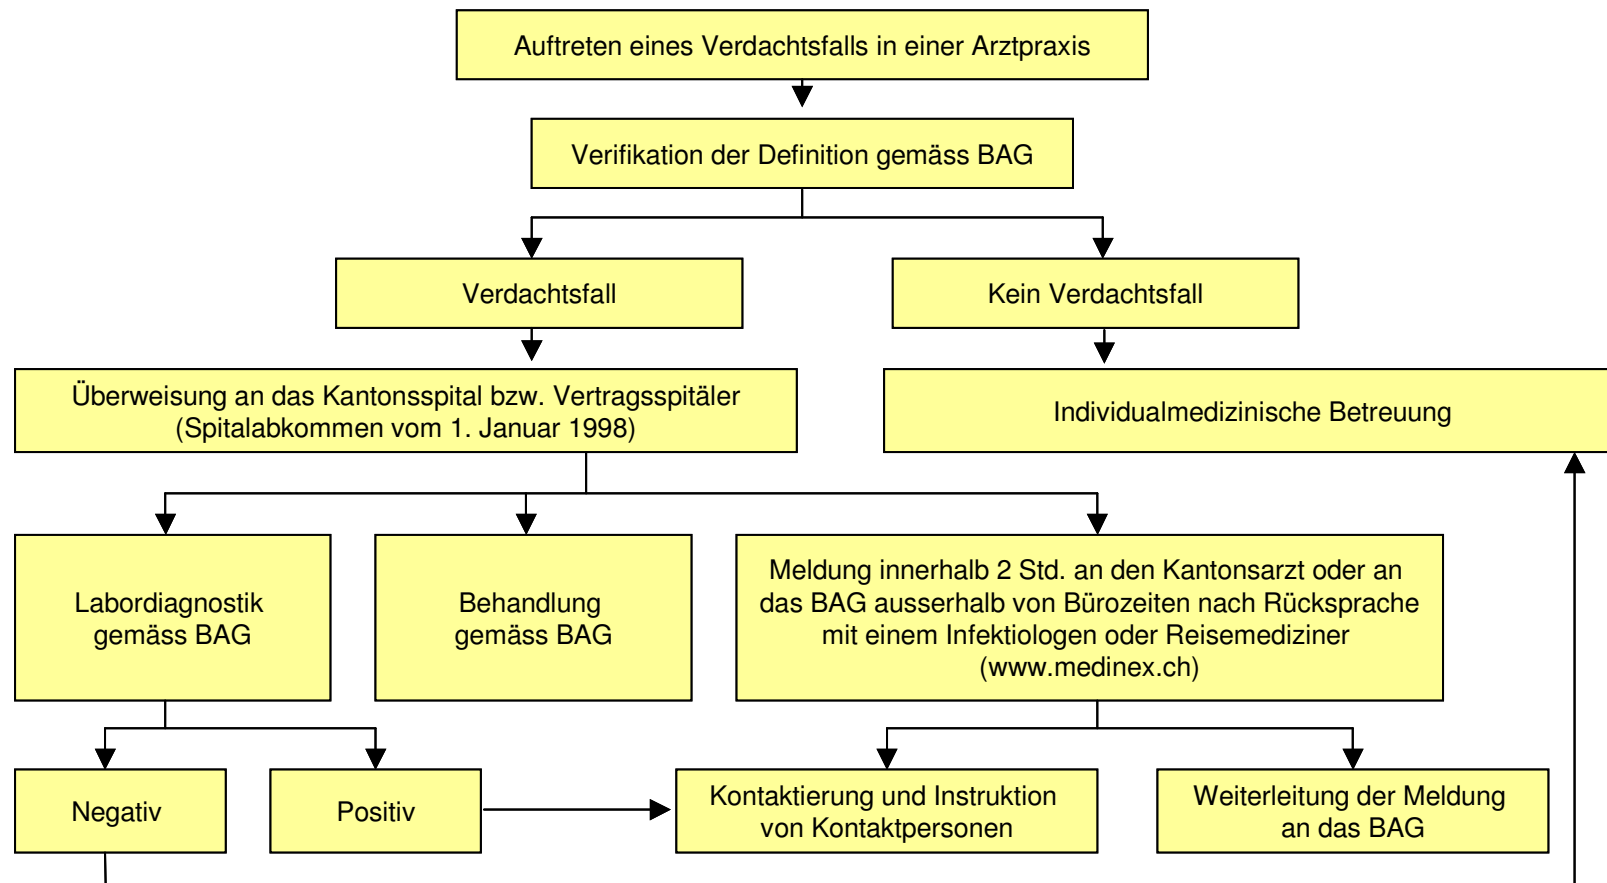 Auftreten eines Verdachtsfalls in einer Arztpraxis
Verifikation der Definition gemäss BAG
Verdachtsfall
Kein Verdachtsfall
Überweisung an das Kantonsspital bzw. Vertragsspitäler
(Spitalabkommen vom 1. Januar 1998)
Individualmedizinische Betreuung
Labordiagnostik
gemäss BAG
Behandlung
gemäss BAG
Meldung innerhalb 2 Std. an den Kantonsarzt oder an
das BAG ausserhalb von Bürozeiten nach Rücksprache
mit einem Infektiologen oder Reisemediziner
(www.medinex.ch)
Negativ
Positiv
Kontaktierung und Instruktion
von Kontaktpersonen
Weiterleitung der Meldung
an das BAG